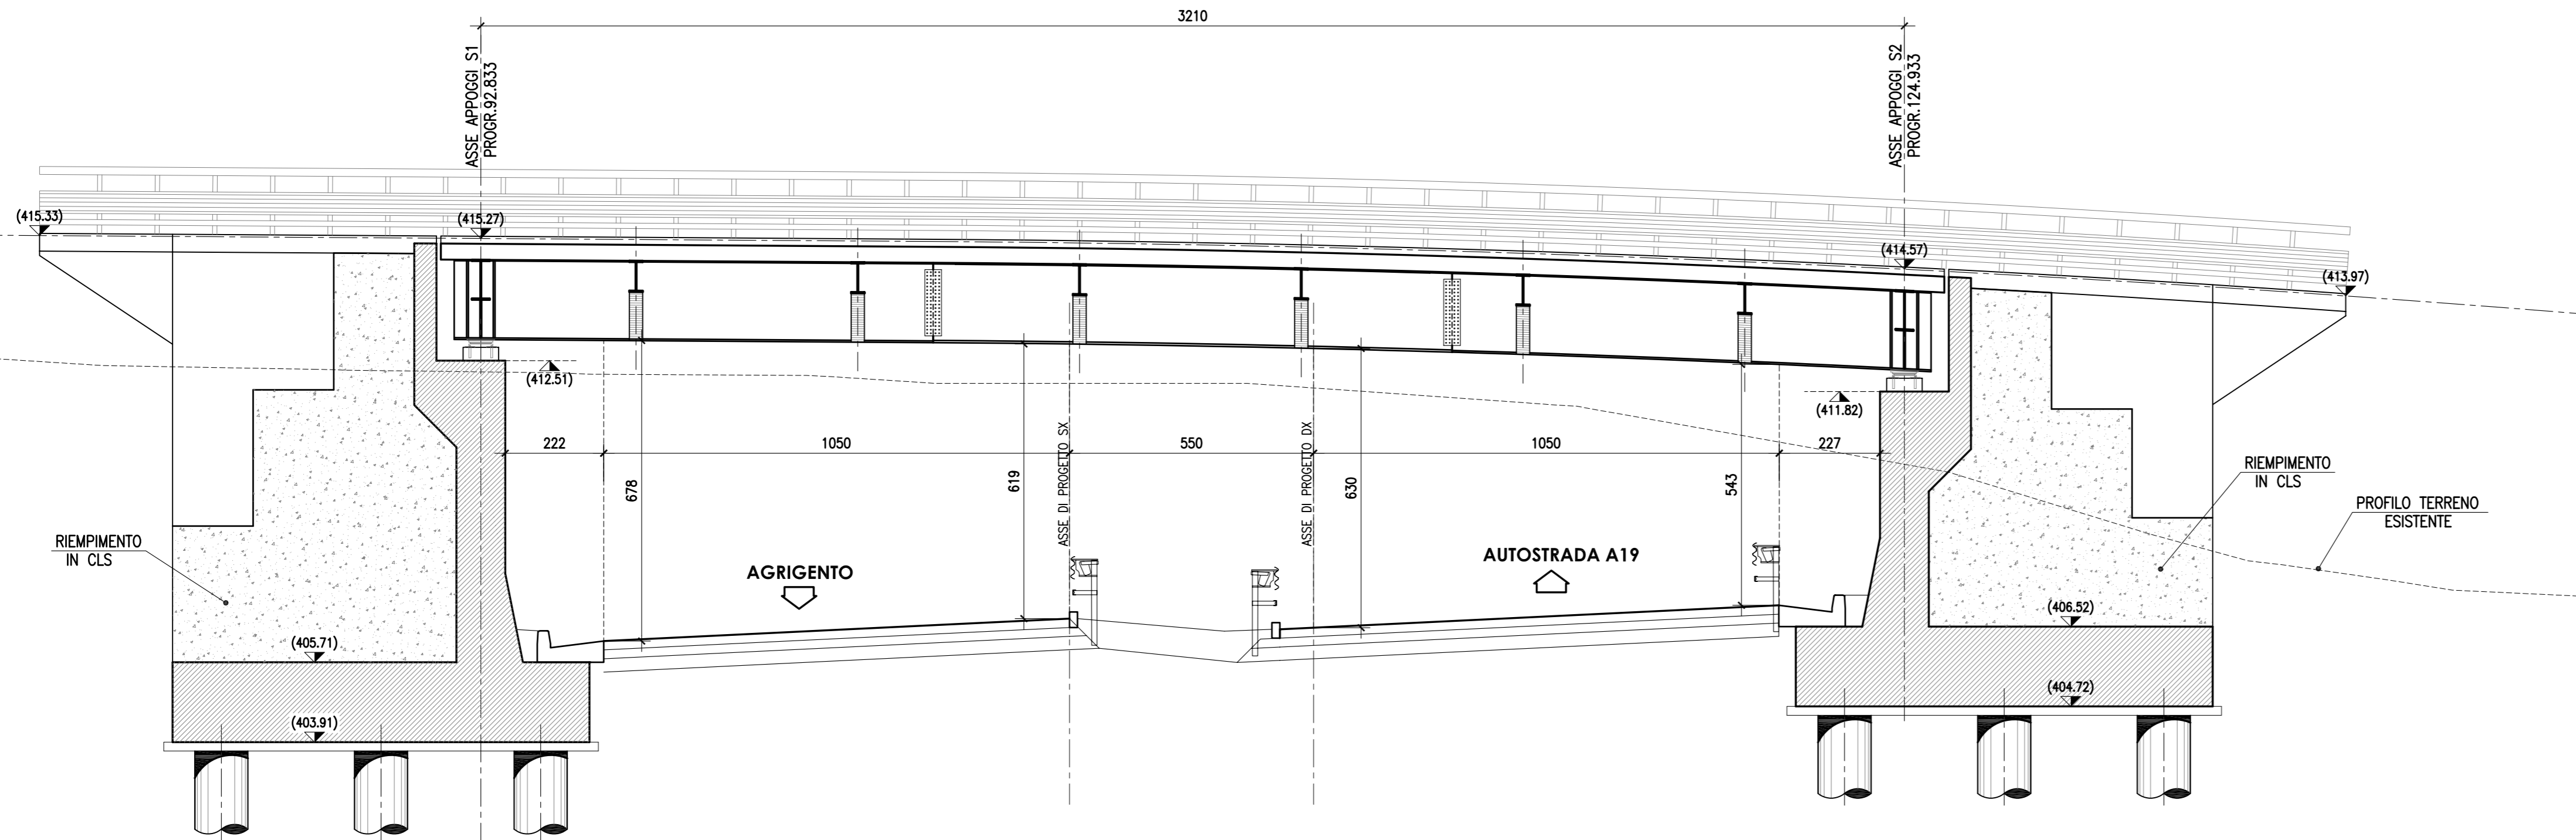 3210
ASSE APPOGGI S1
PROGR.92.833
ASSE APPOGGI S2
PROGR.124.933
(415.33)
(415.27)
(414.57)
(413.97)
(412.51)
(411.82)
222
1050
ASSE DI PROGETTO SX
550
ASSE DI PROGETTO DX
1050
227
678
619
630
543
RIEMPIMENTO
IN CLS
PROFILO TERRENO
ESISTENTE
RIEMPIMENTO
IN CLS
AGRIGENTO
AUTOSTRADA A19
(405.71)
(406.52)
(403.91)
(404.72)